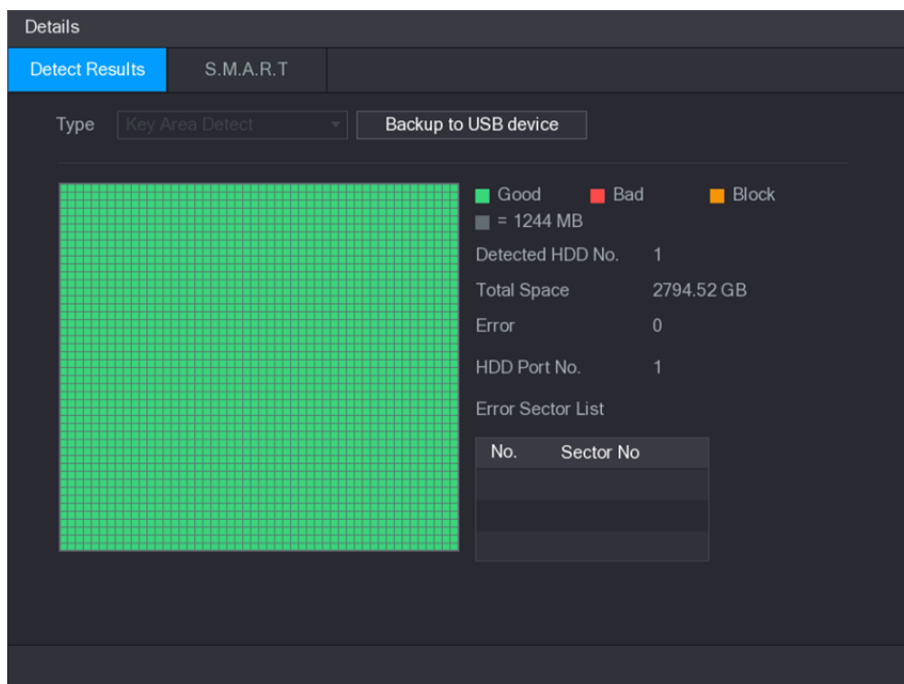 Details
Detect Results S.M.A.R.T
Type Key Area Detect Backup to USB device
Good Bad Block
= 1244 MB
Detected HDD No. 1
Total Space 2794.52 GB
Error 0
HDD Port No. 1
Error Sector List
No. Sector No